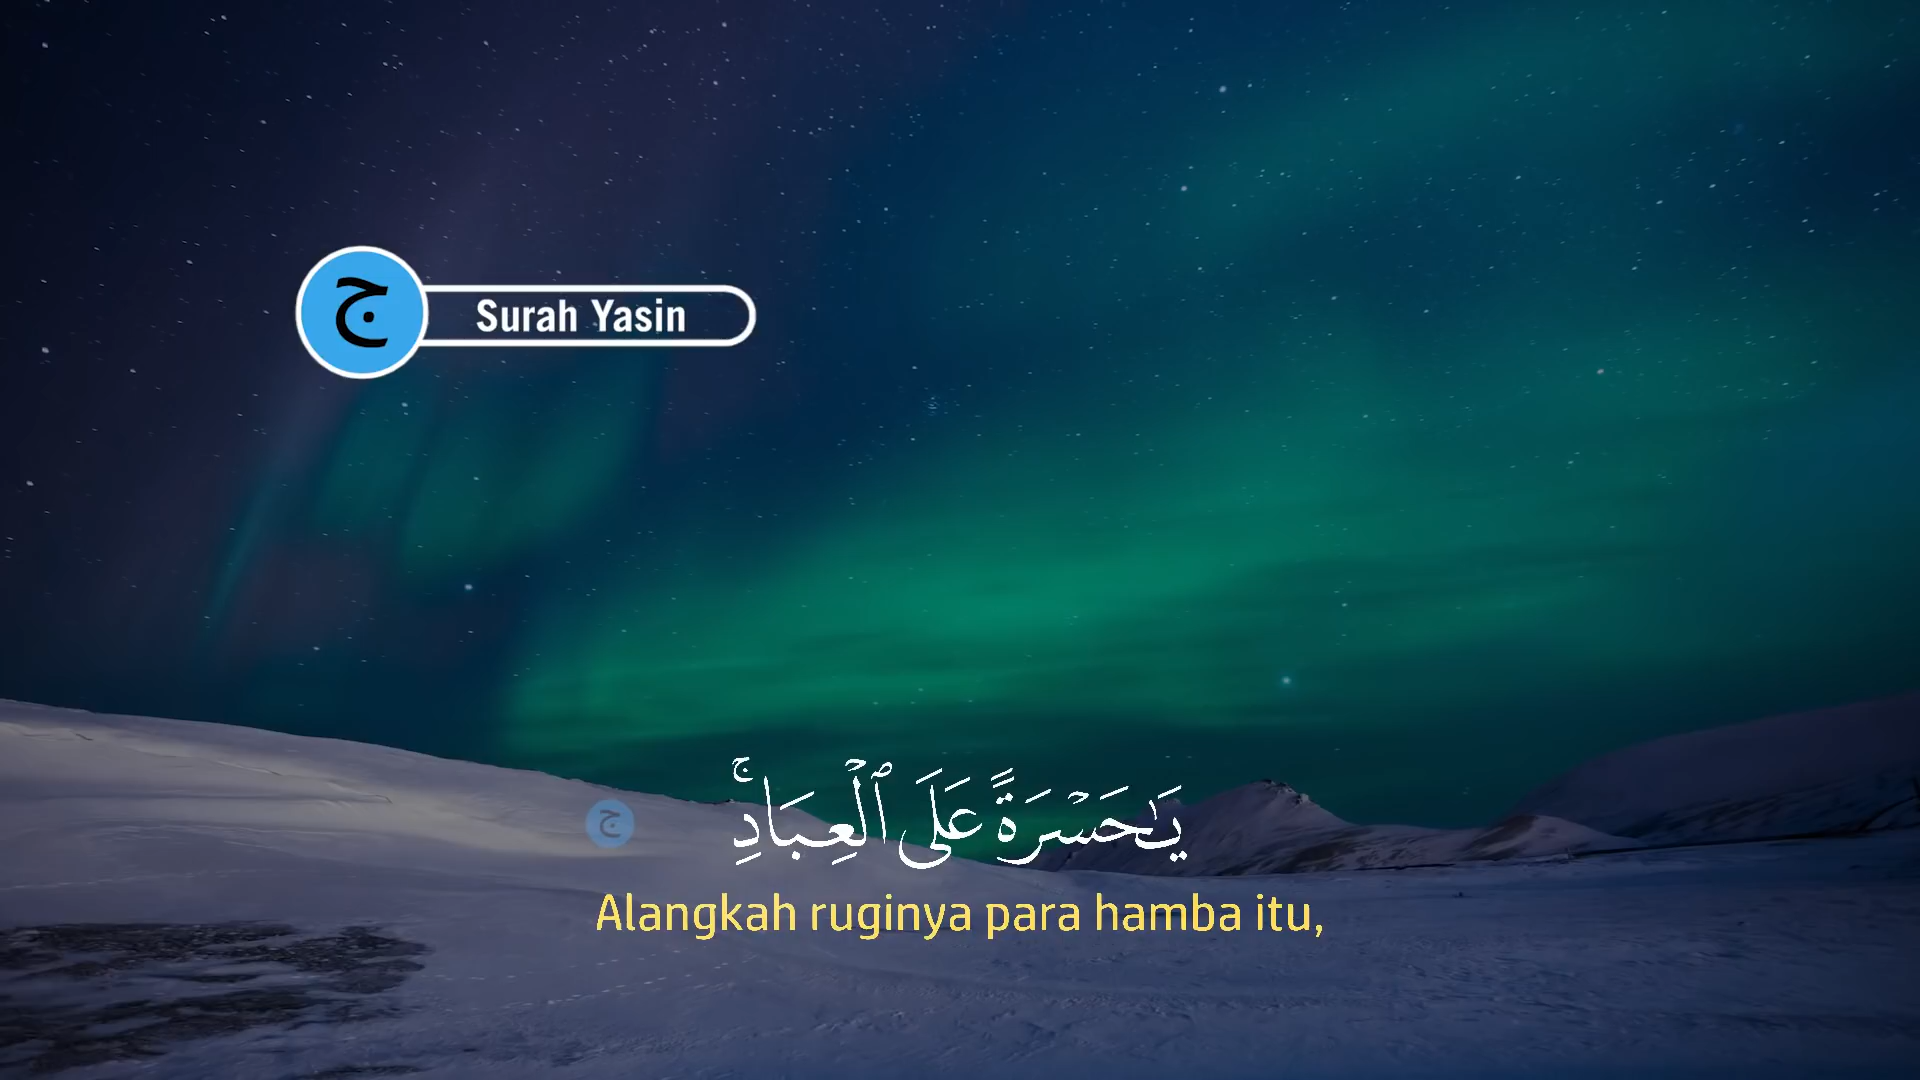 ج
Surah Yasin
يَـٰحَسْرَةً عَلَى ٱلْعِبَادِ ۚ
ج
Alangkah ruginya para hamba itu,